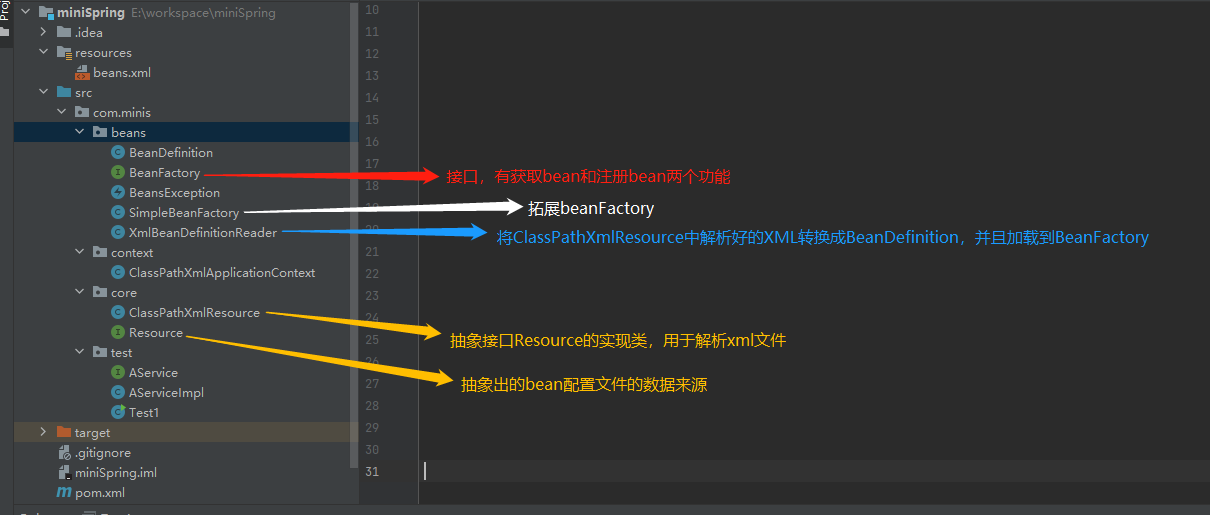 miniSpring E:\workspace\miniSpring
.idea
resources
beans.xml
src
com.minis
beans
BeanDefinition
BeanFactory
BeansException
SimpleBeanFactory
XmlBeanDefinitionReader
context
ClassPathXmlApplicationContext
core
ClassPathXmlResource
Resource
test
AService
AServiceImpl
Test1
target
.gitignore
miniSpring.iml
pom.xml
10
11
12
13
14
15
16
17
18
接口，有获取bean和注册bean两个功能
拓展beanFactory
将ClassPathXmlResource中解析好的XML转换成BeanDefinition，并且加载到BeanFactory
21
22
23
24
25
抽象接口Resource的实现类，用于解析xml文件
26
27
抽象出的bean配置文件的数据来源
28
29
30
31